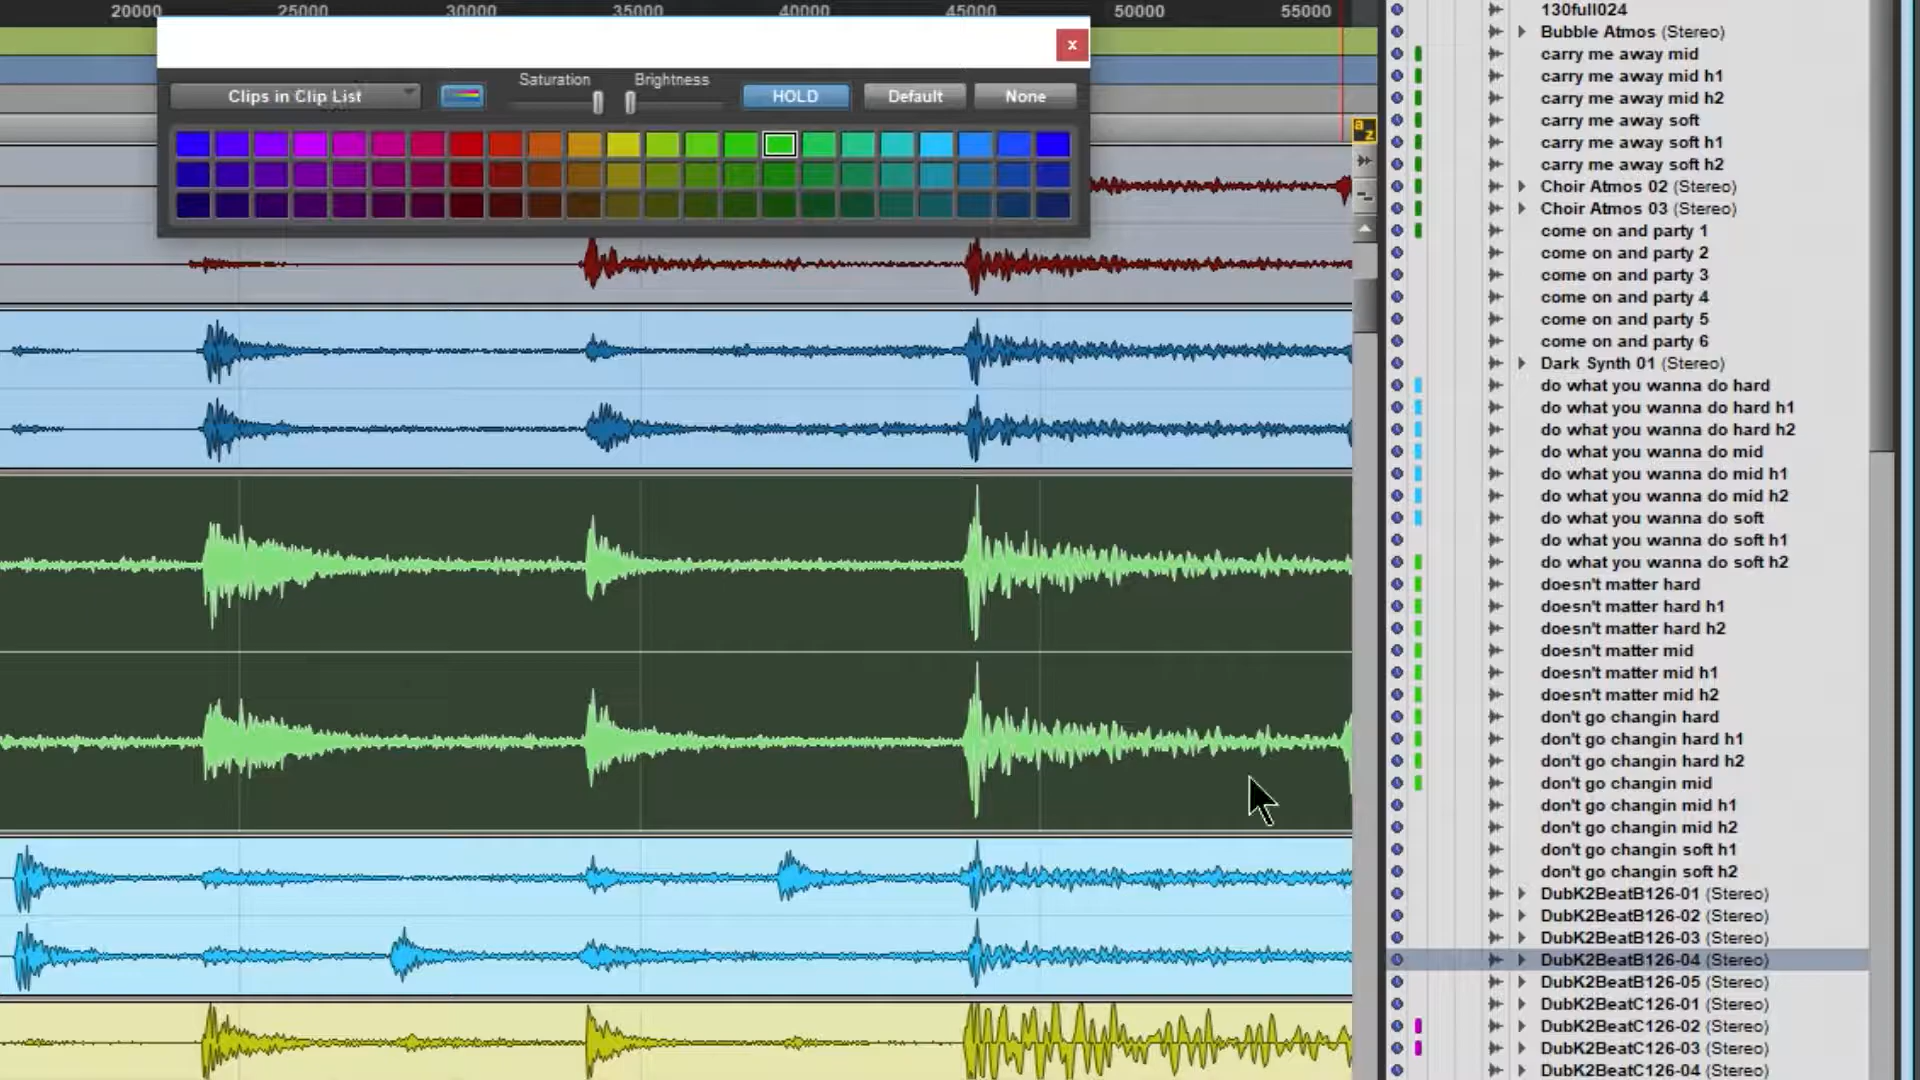 20000 25000 30000 35000 40000 45000 50000 55000
x
Saturation Brightness
Clips in Clip List HOLD Default None
a
z
130full024
Bubble Atmos (Stereo)
carry me away mid
carry me away mid h1
carry me away mid h2
carry me away soft
carry me away soft h1
carry me away soft h2
Choir Atmos 02 (Stereo)
Choir Atmos 03 (Stereo)
come on and party 1
come on and party 2
come on and party 3
come on and party 4
come on and party 5
come on and party 6
Dark Synth 01 (Stereo)
do what you wanna do hard
do what you wanna do hard h1
do what you wanna do hard h2
do what you wanna do mid
do what you wanna do mid h1
do what you wanna do mid h2
do what you wanna do soft
do what you wanna do soft h1
do what you wanna do soft h2
doesn't matter hard
doesn't matter hard h1
doesn't matter hard h2
doesn't matter mid
doesn't matter mid h1
doesn't matter mid h2
don't go changin hard
don't go changin hard h1
don't go changin hard h2
don't go changin mid
don't go changin mid h1
don't go changin mid h2
don't go changin soft h1
don't go changin soft h2
DubK2BeatB126-01 (Stereo)
DubK2BeatB126-02 (Stereo)
DubK2BeatB126-03 (Stereo)
DubK2BeatB126-04 (Stereo)
DubK2BeatB126-05 (Stereo)
DubK2BeatC126-01 (Stereo)
DubK2BeatC126-02 (Stereo)
DubK2BeatC126-03 (Stereo)
DubK2BeatC126-04 (Stereo)